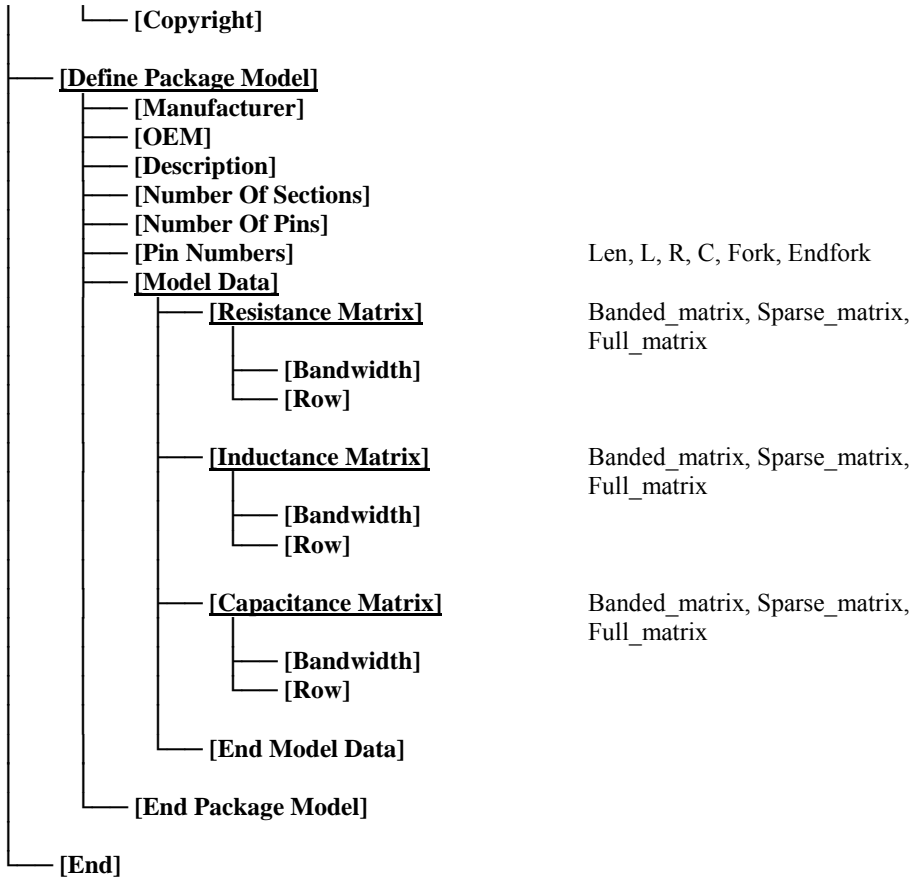 [Copyright]
[Define Package Model]
[Manufacturer]
[OEM]
[Description]
[Number Of Sections]
[Number Of Pins]
[Pin Numbers] Len, L, R, C, Fork, Endfork
[Model Data]
[Resistance Matrix] Banded_matrix, Sparse_matrix,
Full_matrix
[Bandwidth]
[Row]
[Inductance Matrix] Banded_matrix, Sparse_matrix,
Full_matrix
[Bandwidth]
[Row]
[Capacitance Matrix] Banded_matrix, Sparse_matrix,
Full_matrix
[Bandwidth]
[Row]
[End Model Data]
[End Package Model]
[End]